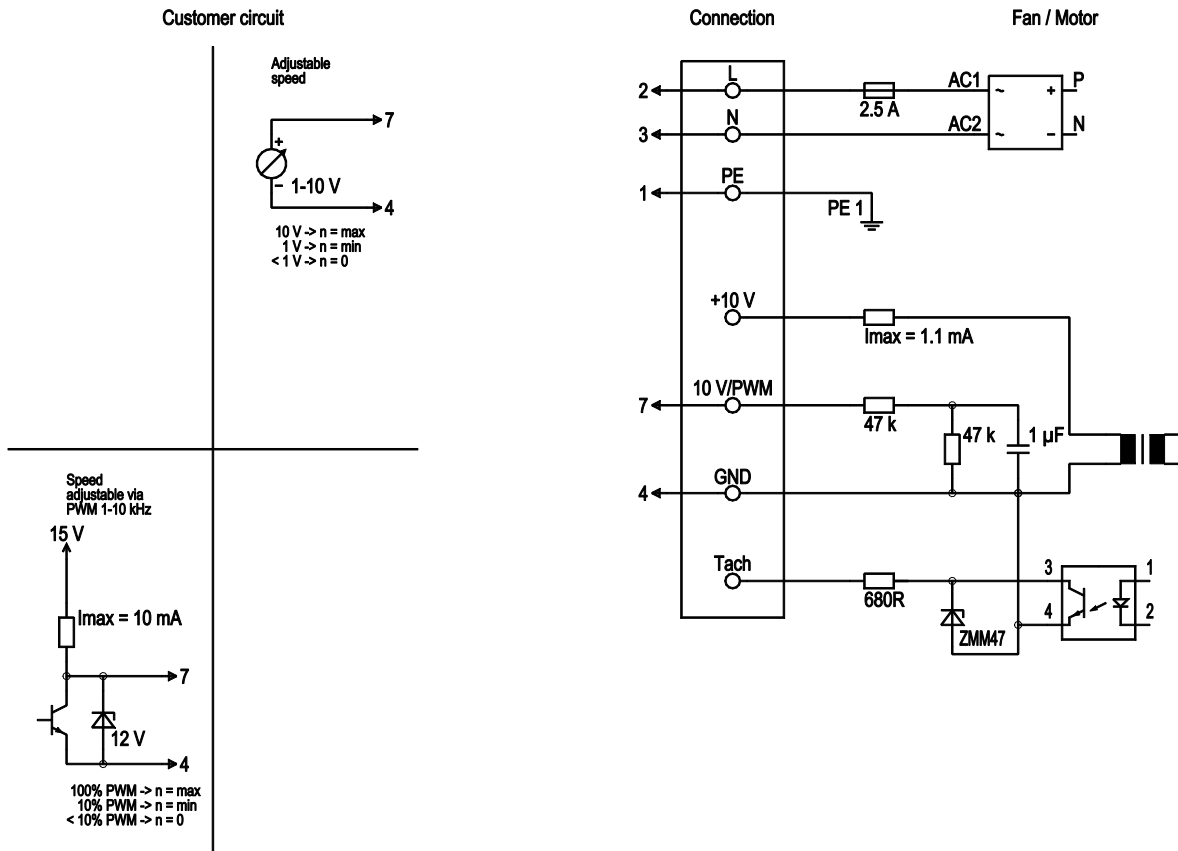 Customer circuit
Connection
Fan / Motor
Adjustable
speed
7
+
− 1-10 V
4
10 V -> n = max
1 V -> n = min
< 1 V -> n = 0
Speed
adjustable via
PWM 1-10 kHz
15 V
Imax = 10 mA
7
12 V
4
100% PWM -> n = max
10% PWM -> n = min
< 10% PWM -> n = 0
2
L
2.5 A
AC1
~
+
P
3
N
AC2
~
−
N
1
PE
PE 1
+10 V
Imax = 1.1 mA
7
10 V/PWM
47 k
47 k
1 µF
4
GND
Tach
680R
ZMM47
3
1
4
2